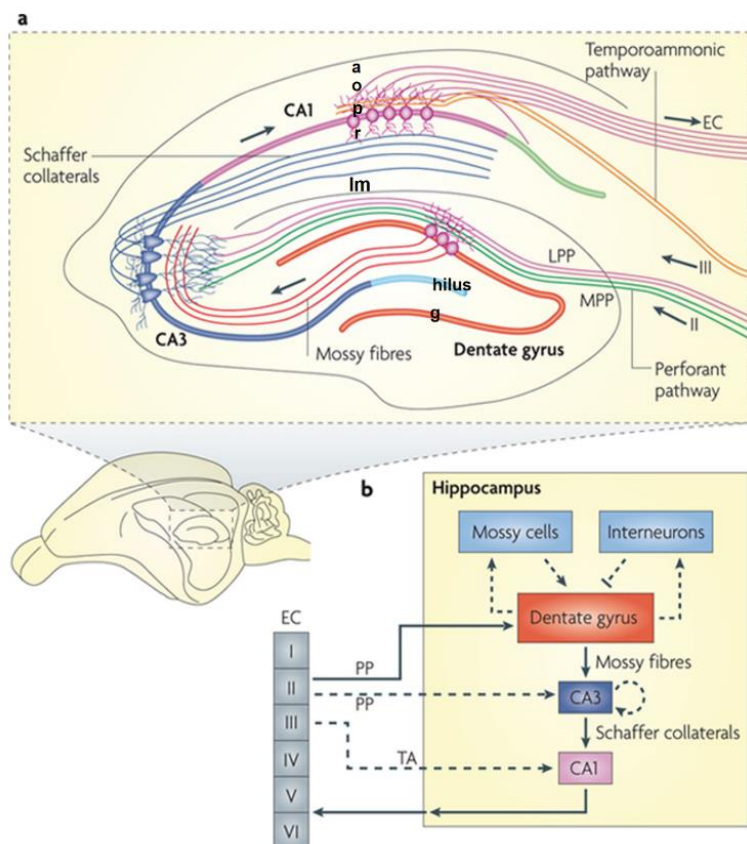 a
a
o
p
r
Temporoammonic
pathway
CA1
EC
Schaffer
collaterals
lm
LPP
III
MPP
hilus
II
g
CA3
Mossy fibres
Dentate gyrus
Perforant
pathway
b
Hippocampus
Mossy cells
Interneurons
EC
Dentate gyrus
I
PP
Mossy fibres
II
PP
CA3
III
Schaffer collaterals
IV
TA
CA1
V
VI